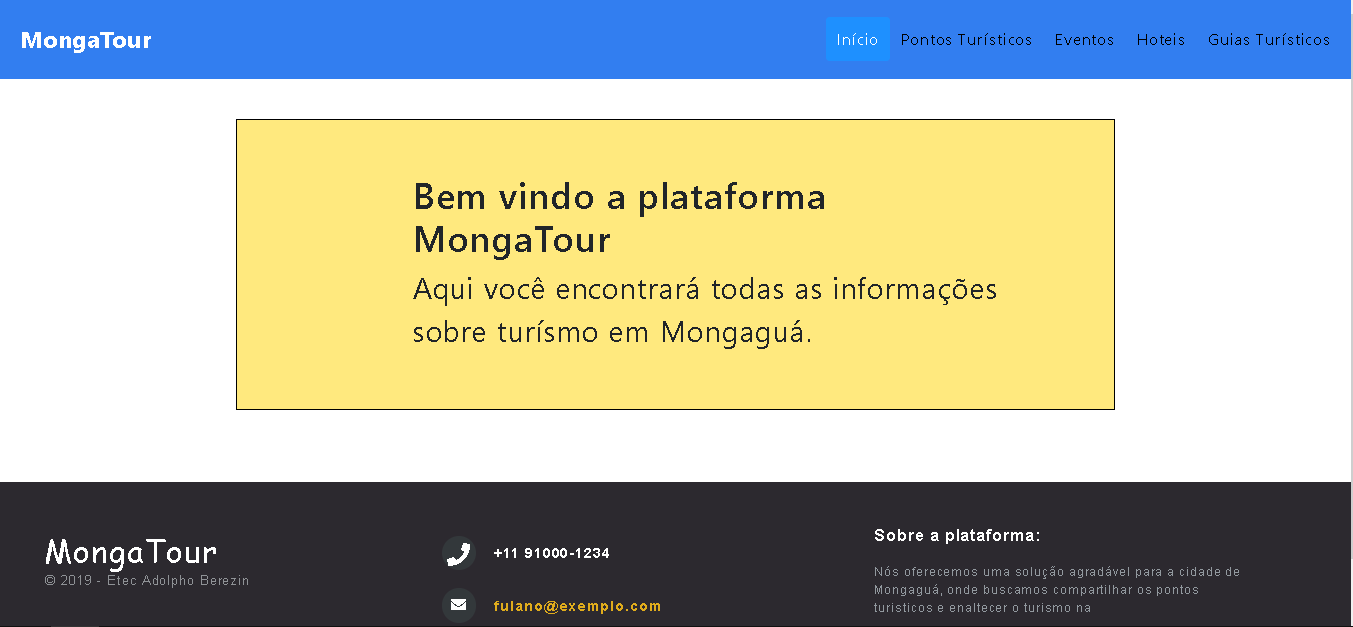 MongaTour
Início Pontos Turísticos Eventos Hoteis Guias Turísticos
Bem vindo a plataforma
MongaTour
Aqui você encontrará todas as informações
sobre turísmo em Mongaguá.
MongaTour
© 2019 - Etec Adolpho Berezin
+11 91000-1234
fulano@exemplo.com
Sobre a plataforma:
Nós oferecemos uma solução agradável para a cidade de
Mongaguá, onde buscamos compartilhar os pontos
turisticos e enaltecer o turismo na